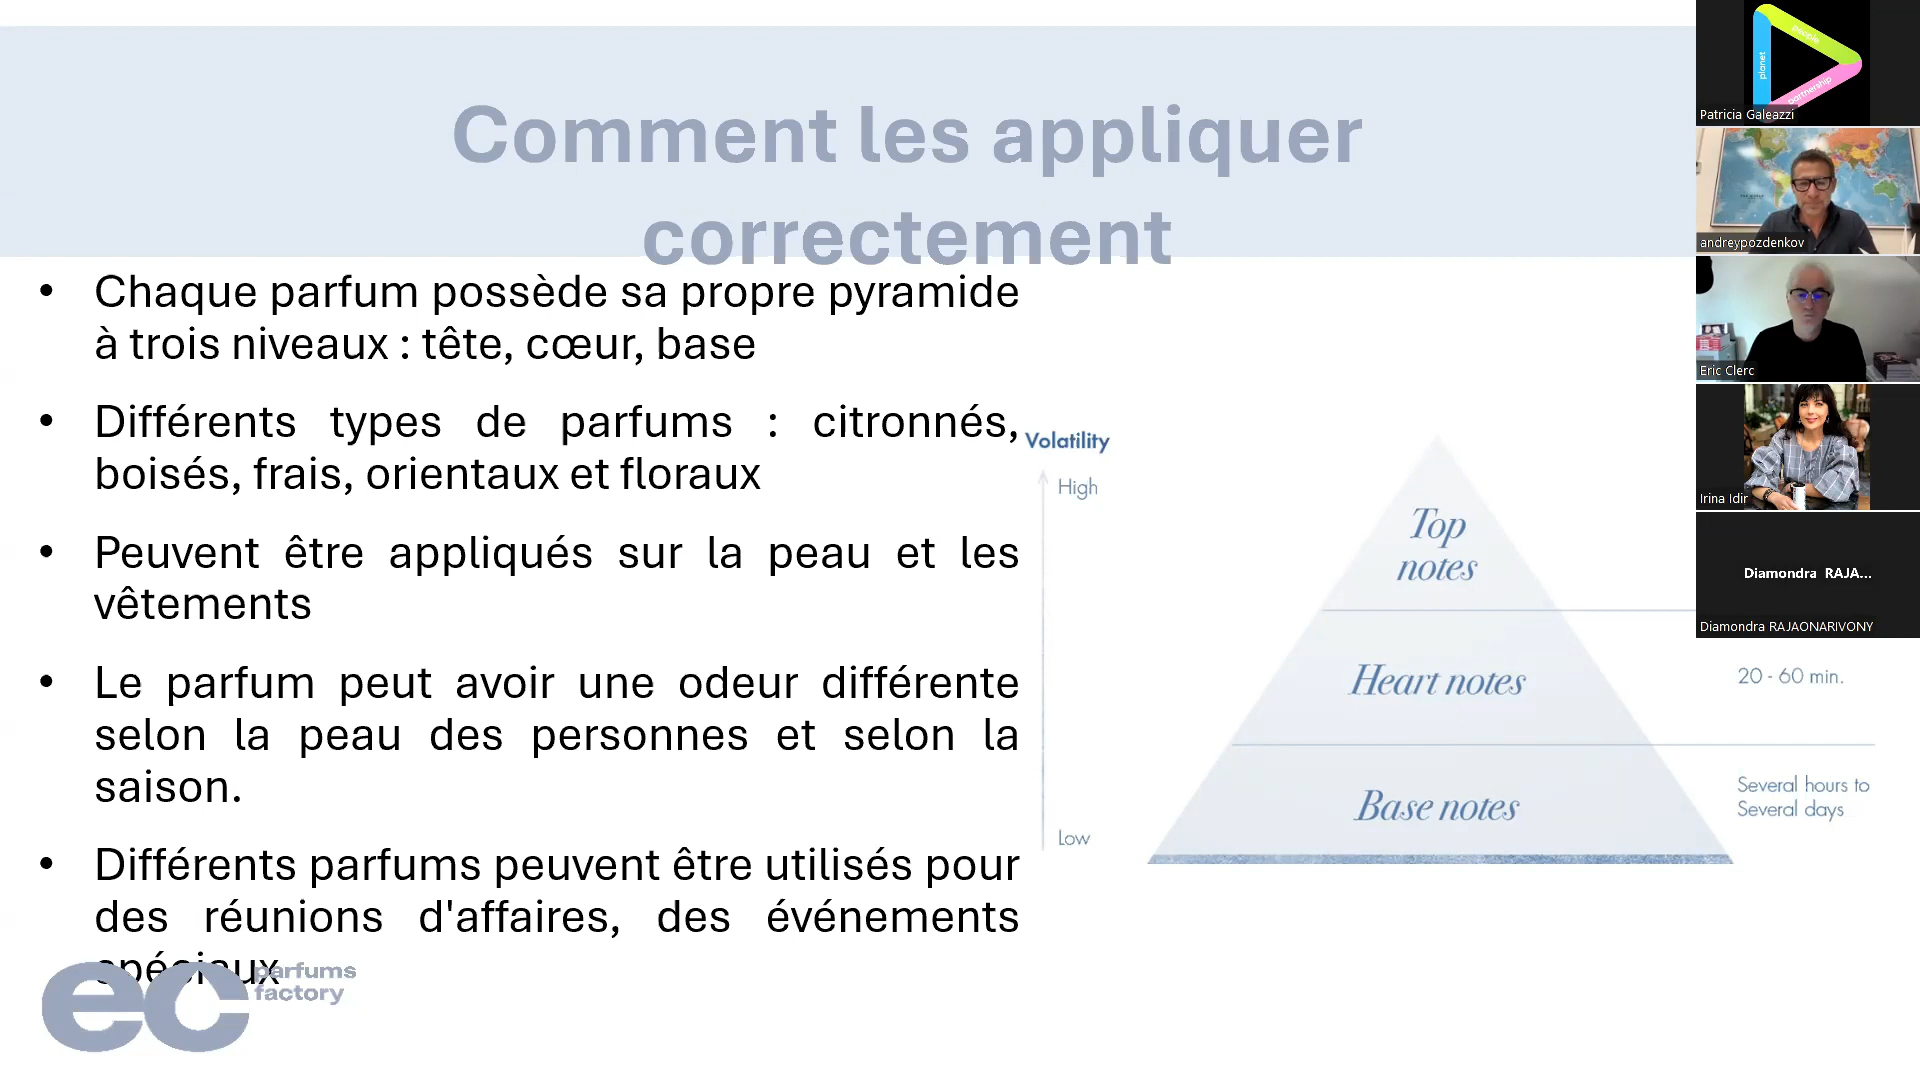 Comment les appliquer
correctement
• Chaque parfum possède sa propre pyramide
à trois niveaux : tête, cœur, base
• Différents types de parfums : citronnés,
boisés, frais, orientaux et floraux
• Peuvent être appliqués sur la peau et les
vêtements
• Le parfum peut avoir une odeur différente
selon la peau des personnes et selon la
saison.
• Différents parfums peuvent être utilisés pour
des réunions d'affaires, des événements
spéciaux
ec parfums
factory
Volatility
High
Low
Top
notes
Heart notes
20 - 60 min.
Base notes
Several hours to
Several days
people
planet
partnership
Patricia Galeazzi
andreypozdenkov
Eric Clerc
Irina Idir
Diamondra RAJA...
Diamondra RAJAONARIVONY